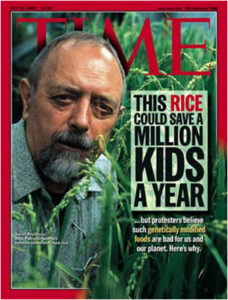 TIME
THIS RICE
COULD SAVE A
MILLION
KIDS
A YEAR
...but protesters believe
such genetically modified
foods are bad for us and
our planet. Here's why.